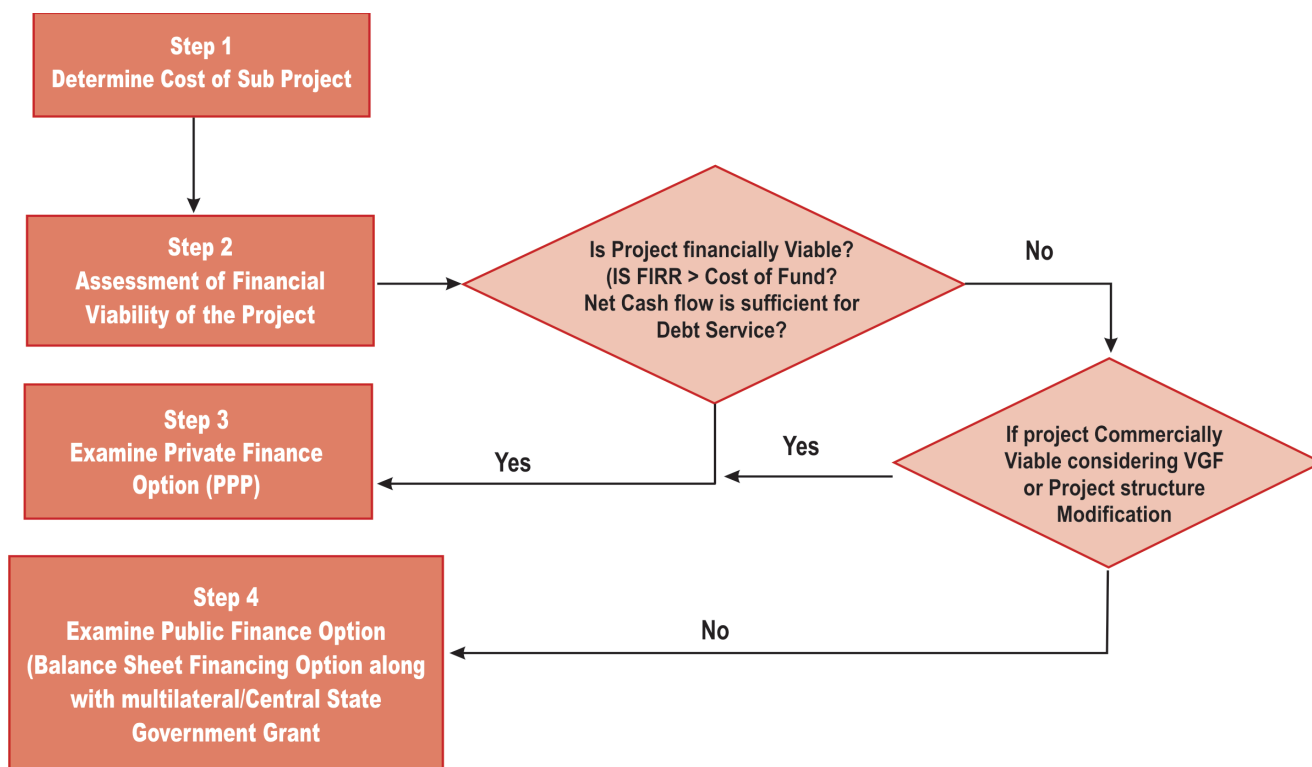 Step 1
Determine Cost of Sub Project
Step 2
Assessment of Financial
Viability of the Project
Is Project financially Viable?
(IS FIRR > Cost of Fund?
Net Cash flow is sufficient for
Debt Service?
No
If project Commercially
Viable considering VGF
or Project structure
Modification
Yes
Yes
Step 3
Examine Private Finance
Option (PPP)
No
Step 4
Examine Public Finance Option
(Balance Sheet Financing Option along
with multilateral/Central State
Government Grant